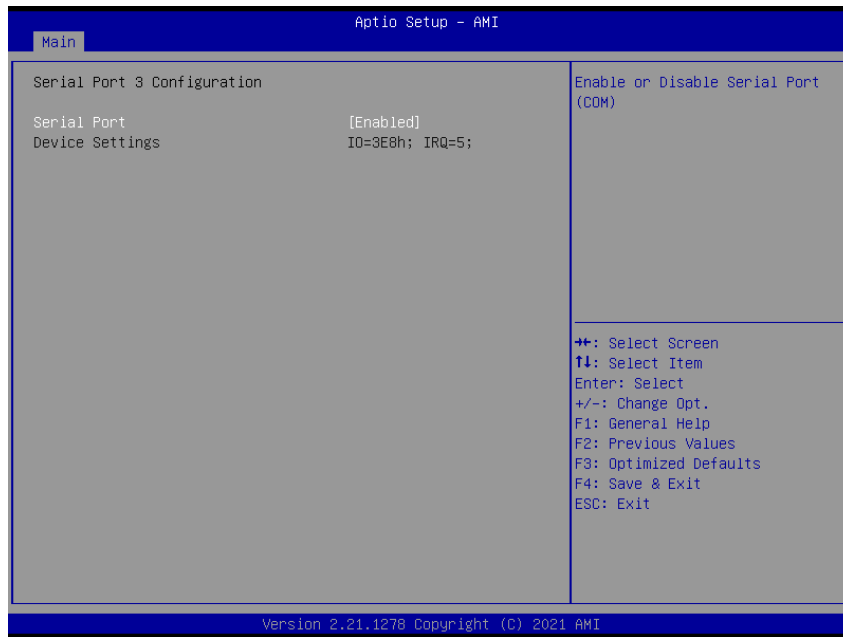 Aptio Setup – AMI
Main
Serial Port 3 Configuration
Serial Port [Enabled]
Device Settings IO=3E8h; IRQ=5;
Enable or Disable Serial Port
(COM)
→←: Select Screen
↑↓: Select Item
Enter: Select
+/-: Change Opt.
F1: General Help
F2: Previous Values
F3: Optimized Defaults
F4: Save & Exit
ESC: Exit
Version 2.21.1278 Copyright (C) 2021 AMI